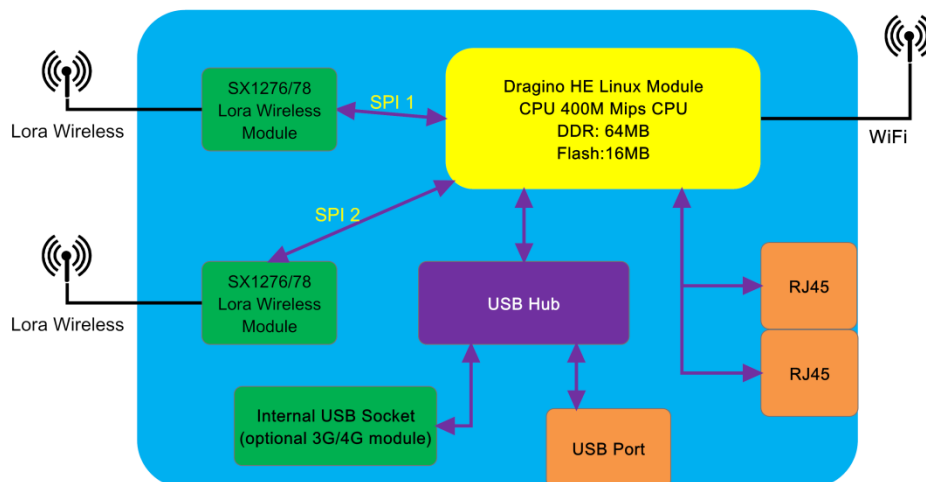 SX1276/78
Lora Wireless
Module
Lora Wireless
SPI 1
Dragino HE Linux Module
CPU 400M Mips CPU
DDR: 64MB
Flash:16MB
WiFi
SPI 2
SX1276/78
Lora Wireless
Module
Lora Wireless
USB Hub
RJ45
RJ45
Internal USB Socket
(optional 3G/4G module)
USB Port